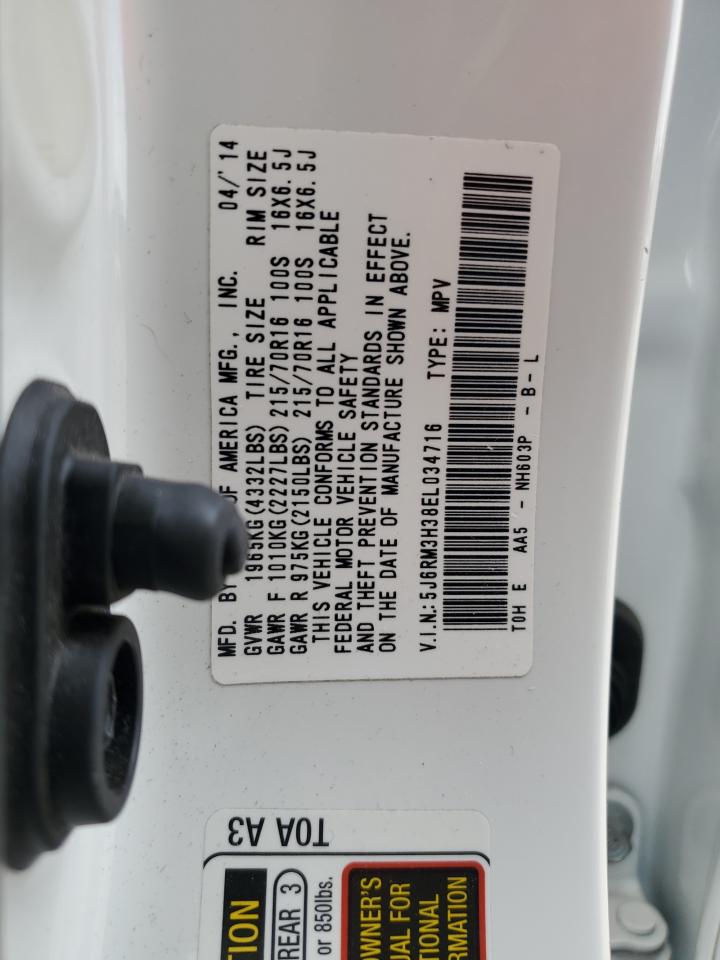 MFD. BY OF AMERICA MFG., INC. 04/'14
GVWR 1965KG(4332LBS) TIRE SIZE RIM SIZE
GAWR F 1010KG(2227LBS) 215/70R16 100S 16X6.5J
GAWR R 975KG(2150LBS) 215/70R16 100S 16X6.5J
THIS VEHICLE CONFORMS TO ALL APPLICABLE
FEDERAL MOTOR VEHICLE SAFETY
AND THEFT PREVENTION STANDARDS IN EFFECT
ON THE DATE OF MANUFACTURE SHOWN ABOVE.
V.I.N.: 5J6RM3H38EL034716 TYPE: MPV
T0H E AA5 - NH603P - B - L
T0A A3
TION
REAR 3
or 850lbs.
OWNER'S
UAL FOR
TIONAL
RMATION